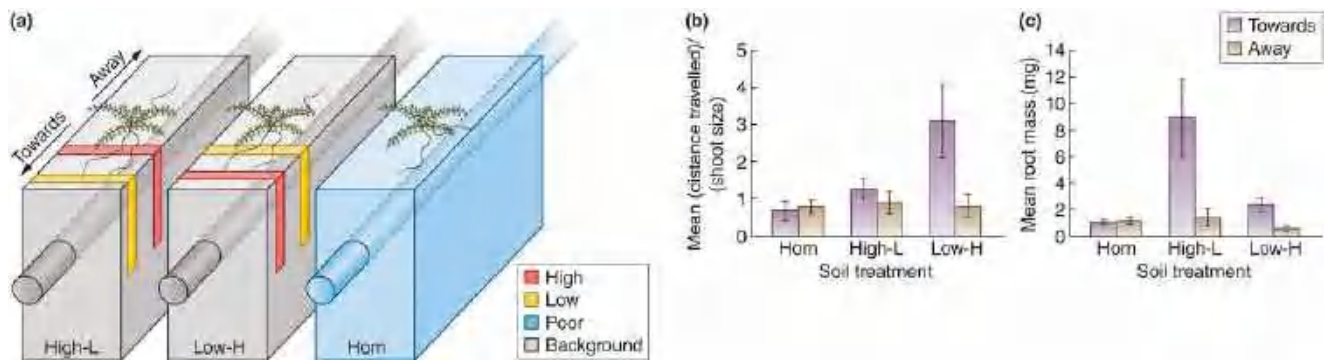 (a)
Away
Towards
High-L
Low-H
Hom
High
Low
Poor
Background
(b)
Mean (distance travelled)/
(shoot size)
5
4
3
2
1
0
Hom
High-L
Low-H
Soil treatment
(c)
Towards
Away
Mean root mass (mg)
14
12
10
8
6
4
2
0
Hom
High-L
Low-H
Soil treatment